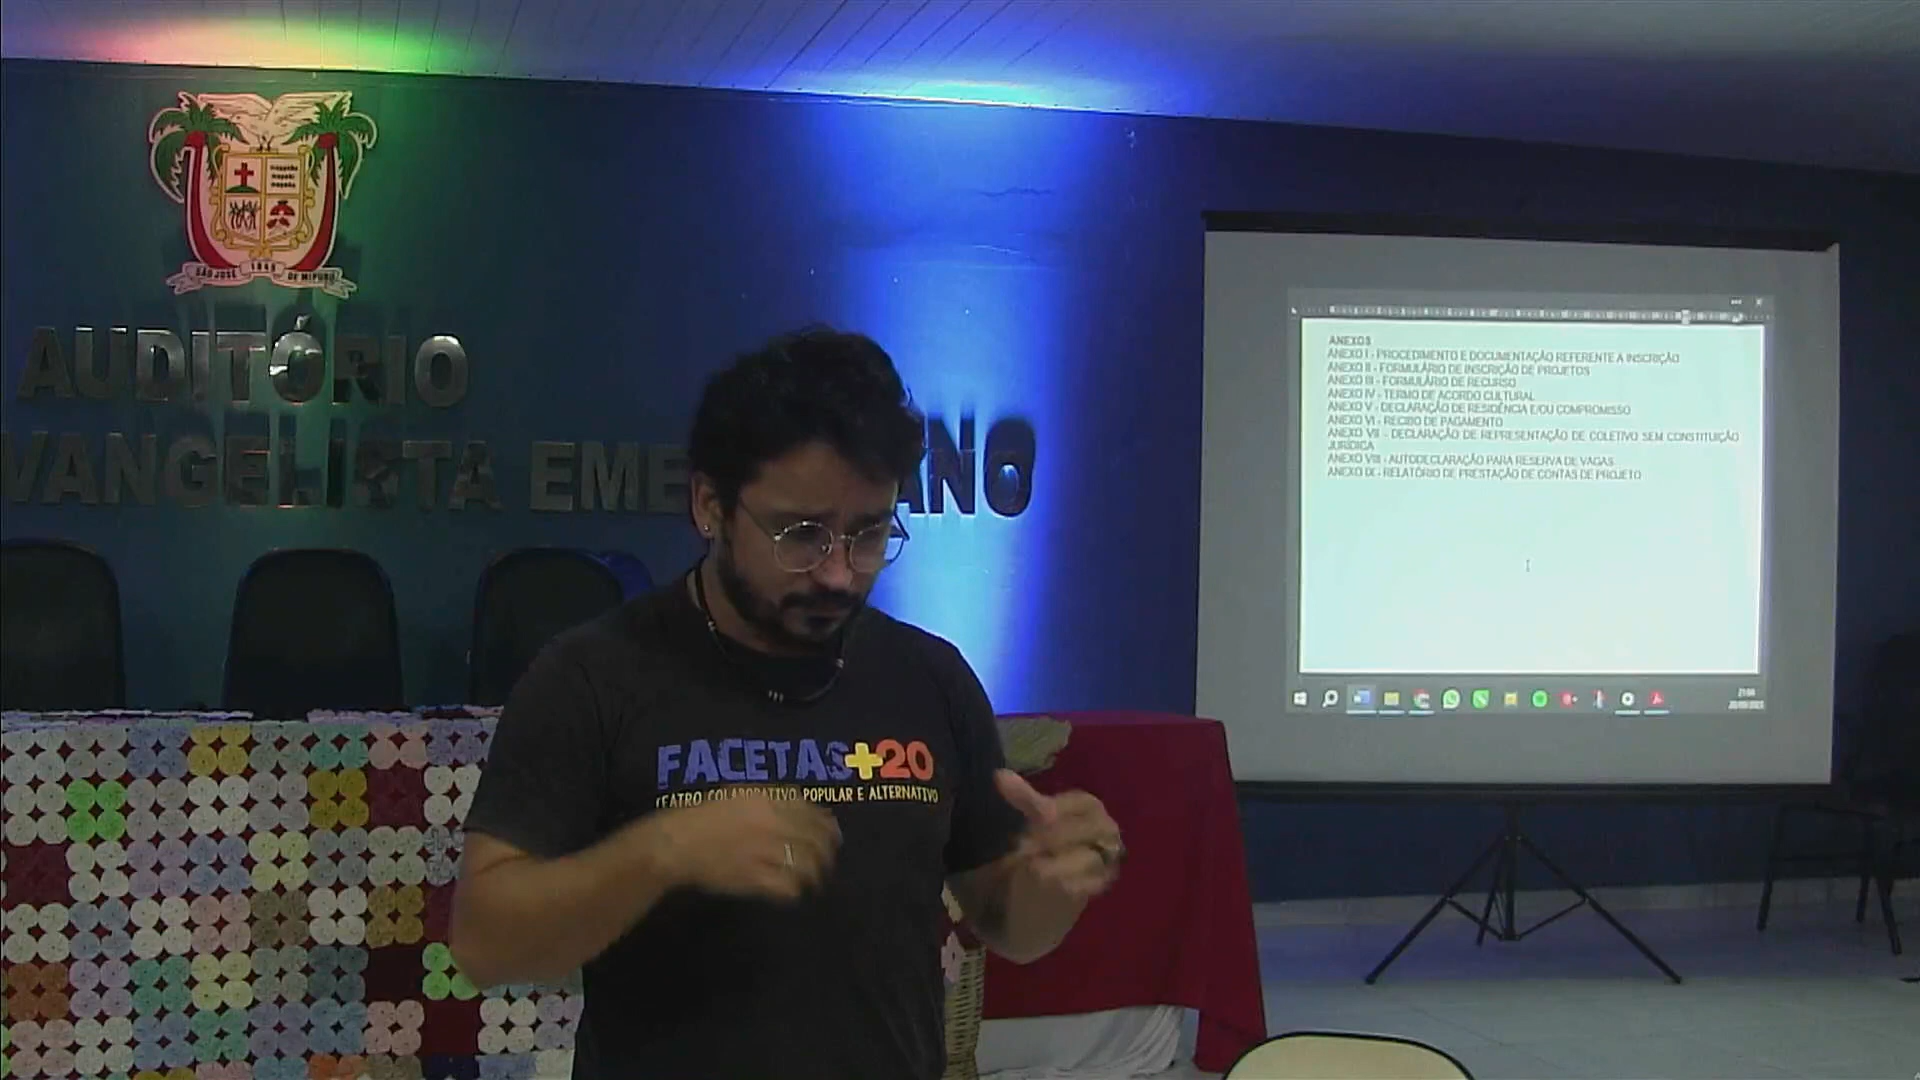 SÃO JOSÉ 1845 DE MIPIBÚ
AUDITÓRIO
VANGELISTA EME ANO
FACETAS+20
TEATRO COLABORATIVO POPULAR E ALTERNATIVO
ANEXOS
ANEXO I - PROCEDIMENTO E DOCUMENTAÇÃO REFERENTE A INSCRIÇÃO
ANEXO II - FORMULÁRIO DE INSCRIÇÃO DE PROJETOS
ANEXO III - FORMULÁRIO DE RECURSO
ANEXO IV - TERMO DE ACORDO CULTURAL
ANEXO V - DECLARAÇÃO DE RESIDÊNCIA E/OU COMPROMISSO
ANEXO VI - RECIBO DE PAGAMENTO
ANEXO VII - DECLARAÇÃO DE REPRESENTAÇÃO DE COLETIVO SEM CONSTITUIÇÃO
JURÍDICA
ANEXO VIII - AUTODECLARAÇÃO PARA RESERVA DE VAGAS
ANEXO IX - RELATÓRIO DE PRESTAÇÃO DE CONTAS DE PROJETO